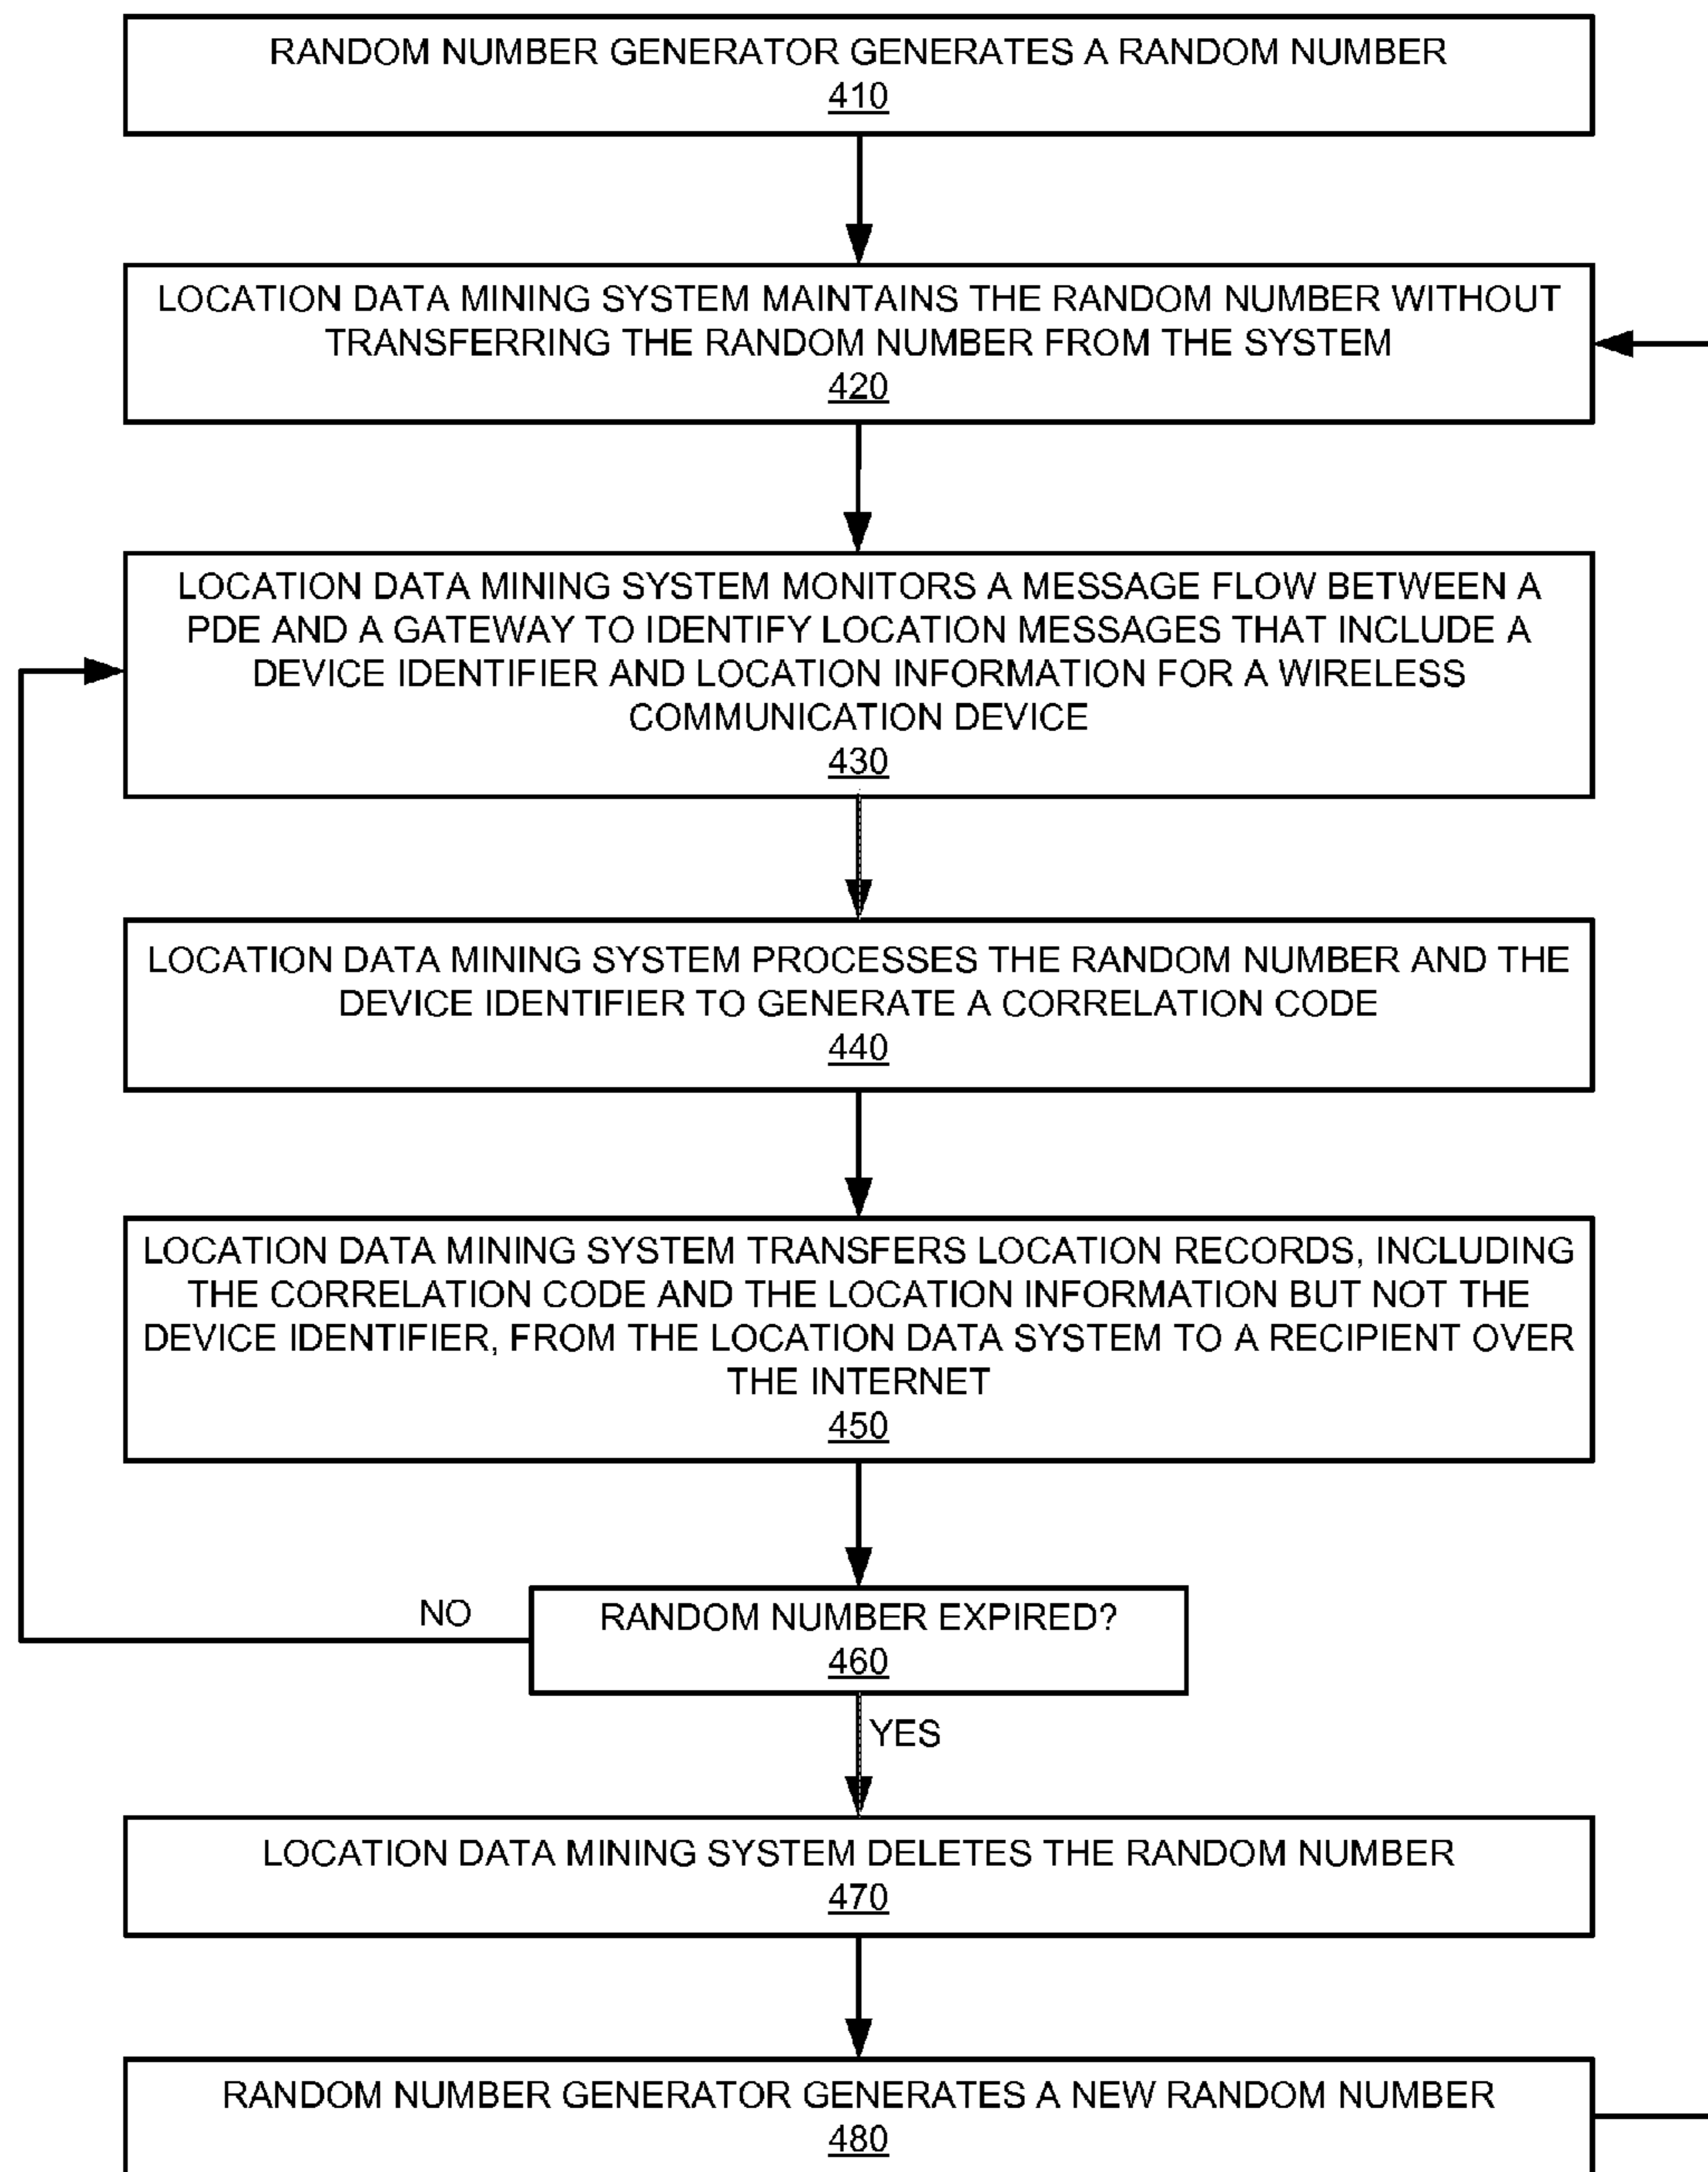 RANDOM NUMBER GENERATOR GENERATES A RANDOM NUMBER
410
LOCATION DATA MINING SYSTEM MAINTAINS THE RANDOM NUMBER WITHOUT
TRANSFERRING THE RANDOM NUMBER FROM THE SYSTEM
420
LOCATION DATA MINING SYSTEM MONITORS A MESSAGE FLOW BETWEEN A
PDE AND A GATEWAY TO IDENTIFY LOCATION MESSAGES THAT INCLUDE A
DEVICE IDENTIFIER AND LOCATION INFORMATION FOR A WIRELESS
COMMUNICATION DEVICE
430
LOCATION DATA MINING SYSTEM PROCESSES THE RANDOM NUMBER AND THE
DEVICE IDENTIFIER TO GENERATE A CORRELATION CODE
440
LOCATION DATA MINING SYSTEM TRANSFERS LOCATION RECORDS, INCLUDING
THE CORRELATION CODE AND THE LOCATION INFORMATION BUT NOT THE
DEVICE IDENTIFIER, FROM THE LOCATION DATA SYSTEM TO A RECIPIENT OVER
THE INTERNET
450
NO
RANDOM NUMBER EXPIRED?
460
YES
LOCATION DATA MINING SYSTEM DELETES THE RANDOM NUMBER
470
RANDOM NUMBER GENERATOR GENERATES A NEW RANDOM NUMBER
480